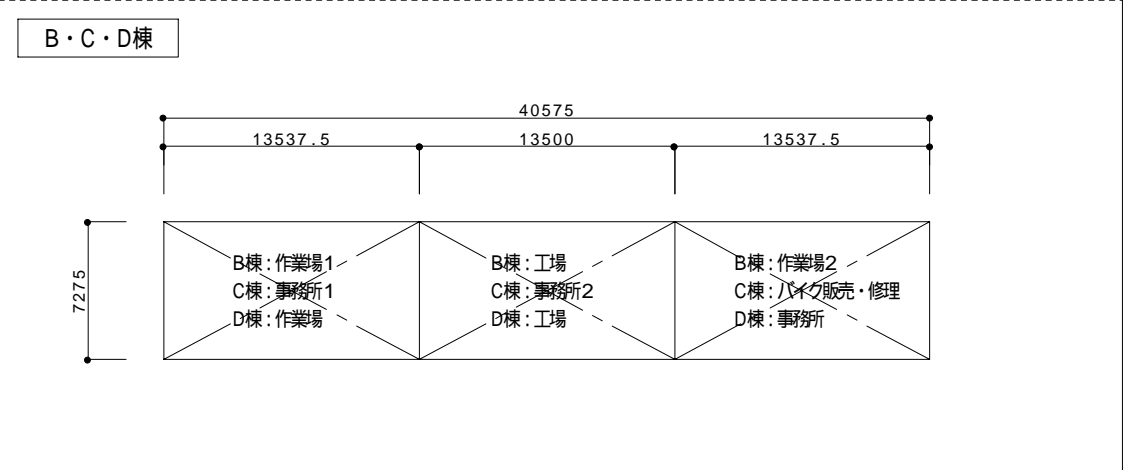 B・C・D棟
40575
13537.5
13500
13537.5
7275
B棟：作業場1
C棟：事務所1
D棟：作業場
B棟：工場
C棟：事務所2
D棟：工場
B棟：作業場2
C棟：バイク販売・修理
D棟：事務所